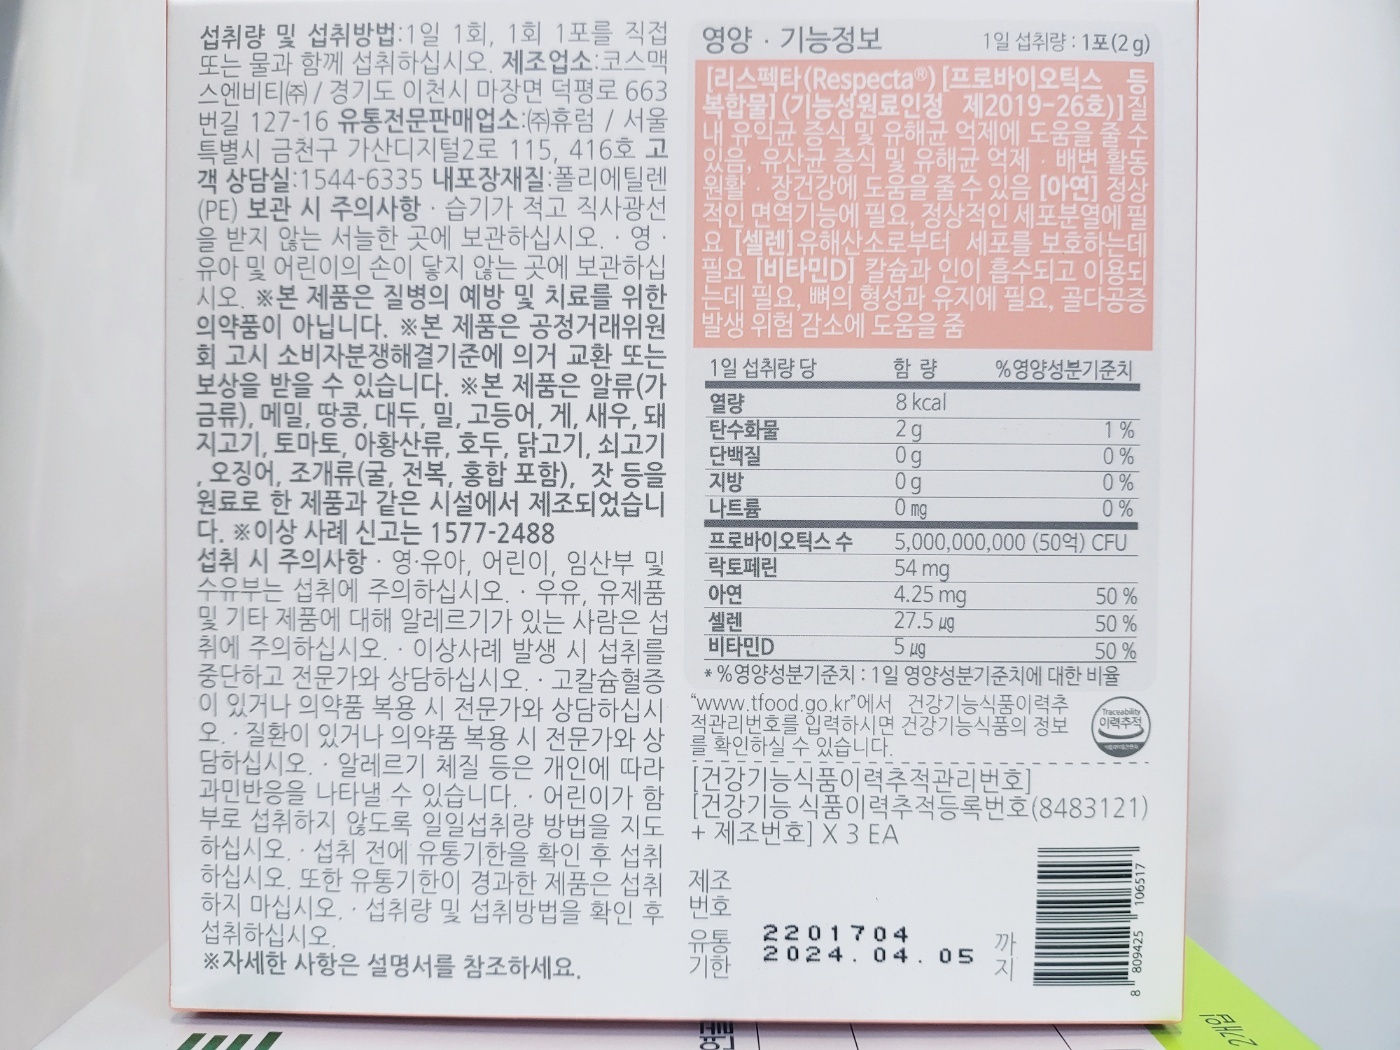 섭취량 및 섭취방법:1일 1회, 1회 1포를 직접
또는 물과 함께 섭취하십시오. 제조업소:코스맥
스엔비티㈜ / 경기도 이천시 마장면 덕평로 663
번길 127-16 유통전문판매업소:㈜휴럼 / 서울
특별시 금천구 가산디지털2로 115, 416호 고
객 상담실:1544-6335 내포장재질:폴리에틸렌
(PE) 보관 시 주의사항 · 습기가 적고 직사광선
을 받지 않는 서늘한 곳에 보관하십시오. · 영 ·
유아 및 어린이의 손이 닿지 않는 곳에 보관하십
시오. ※본 제품은 질병의 예방 및 치료를 위한
의약품이 아닙니다. ※본 제품은 공정거래위원
회 고시 소비자분쟁해결기준에 의거 교환 또는
보상을 받을 수 있습니다. ※본 제품은 알류(가
금류), 메밀, 땅콩, 대두, 밀, 고등어, 게, 새우, 돼
지고기, 토마토, 아황산류, 호두, 닭고기, 쇠고기
, 오징어, 조개류(굴, 전복, 홍합 포함), 잣 등을
원료로 한 제품과 같은 시설에서 제조되었습니
다. ※이상 사례 신고는 1577-2488
섭취 시 주의사항 · 영·유아, 어린이, 임산부 및
수유부는 섭취에 주의하십시오. · 우유, 유제품
및 기타 제품에 대해 알레르기가 있는 사람은 섭
취에 주의하십시오. · 이상사례 발생 시 섭취를
중단하고 전문가와 상담하십시오. · 고칼슘혈증
이 있거나 의약품 복용 시 전문가와 상담하십시
오. · 질환이 있거나 의약품 복용 시 전문가와 상
담하십시오. · 알레르기 체질 등은 개인에 따라
과민반응을 나타낼 수 있습니다. · 어린이가 함
부로 섭취하지 않도록 일일섭취량 방법을 지도
하십시오. · 섭취 전에 유통기한을 확인 후 섭취
하십시오. 또한 유통기한이 경과한 제품은 섭취
하지 마십시오. · 섭취량 및 섭취방법을 확인 후
섭취하십시오.
※자세한 사항은 설명서를 참조하세요.
영양 · 기능정보 1일 섭취량 : 1포(2 g)
[리스펙타(Respecta®) [프로바이오틱스 등
복합물] (기능성원료인정 제2019-26호)] 질
내 유익균 증식 및 유해균 억제에 도움을 줄 수
있음, 유산균 증식 및 유해균 억제 · 배변 활동
원활 · 장건강에 도움을 줄 수 있음 [아연] 정상
적인 면역기능에 필요, 정상적인 세포분열에 필
요 [셀렌] 유해산소로부터 세포를 보호하는데
필요 [비타민D] 칼슘과 인이 흡수되고 이용되
는데 필요, 뼈의 형성과 유지에 필요, 골다공증
발생 위험 감소에 도움을 줌
1일 섭취량 당 함 량 %영양성분기준치
열량 8 kcal
탄수화물 2 g 1 %
단백질 0 g 0 %
지방 0 g 0 %
나트륨 0 mg 0 %
프로바이오틱스 수 5,000,000,000 (50억) CFU
락토페린 54 mg
아연 4.25 mg 50 %
셀렌 27.5 μg 50 %
비타민D 5 μg 50 %
* %영양성분기준치 : 1일 영양성분기준치에 대한 비율
"www.tfood.go.kr"에서 건강기능식품이력추
적관리번호를 입력하시면 건강기능식품의 정보
를 확인하실 수 있습니다.
Traceability
이력추적
[건강기능식품이력추적관리번호]
[건강기능 식품이력추적등록번호(8483121)
+ 제조번호] X 3 EA
제조
번호
2201704
유통
기한
2024. 04. 05 까지
8 809425 106517
2개입